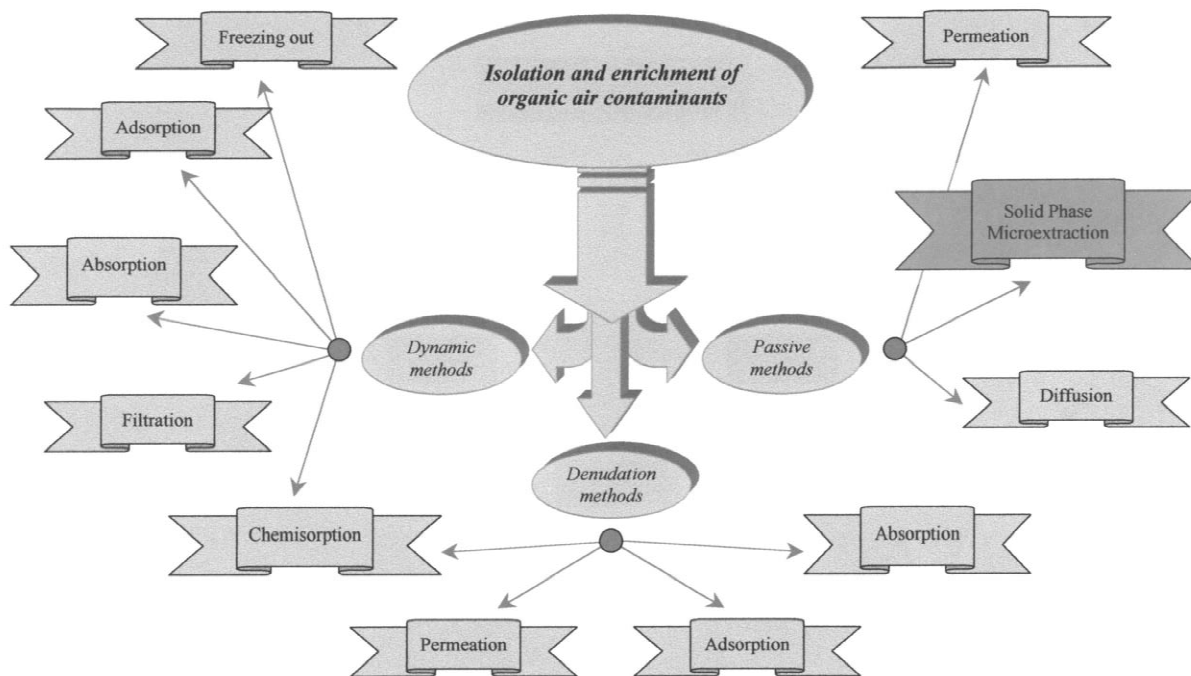 Freezing out
Permeation
Isolation and enrichment of
organic air contaminants
Adsorption
Solid Phase
Microextraction
Absorption
Dynamic
methods
Passive
methods
Diffusion
Filtration
Denudation
methods
Chemisorption
Absorption
Permeation
Adsorption